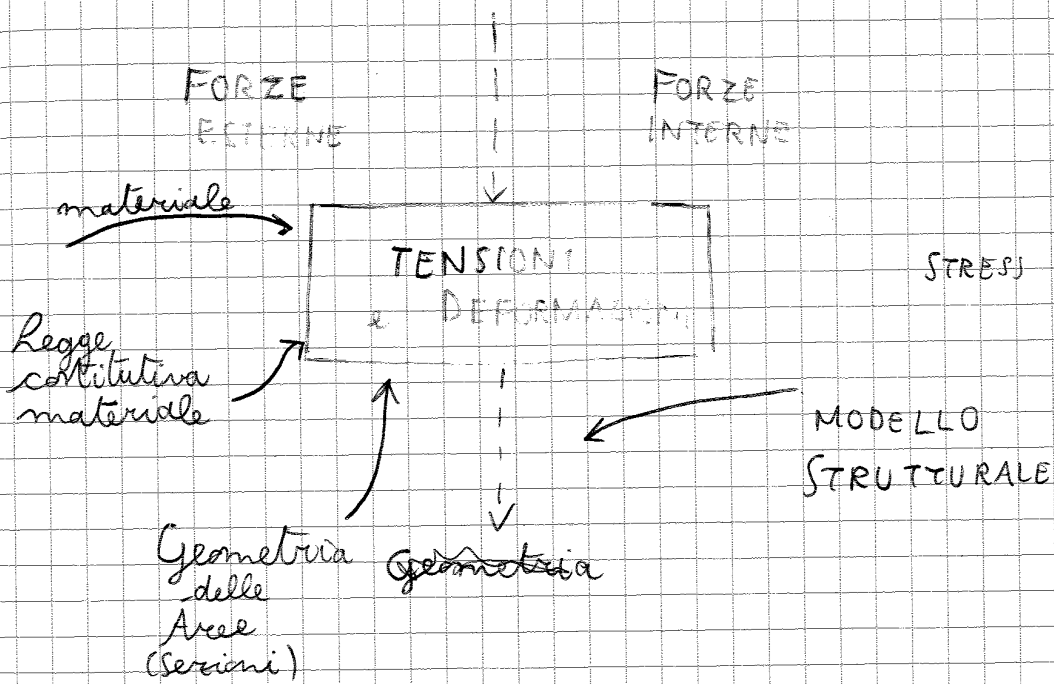 FORZE
ESTERNE
FORZE
INTERNE
materiale
TENSIONI
e DEFORMAZIONI
STRESS
Legge
costitutiva
materiale
MODELLO
STRUTTURALE
Geometria
delle
Aree
(Sezioni)
Geometria